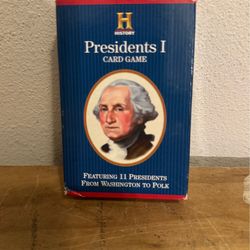 H
HISTORY
Presidents I
CARD GAME
FEATURING 11 PRESIDENTS
FROM WASHINGTON TO POLK